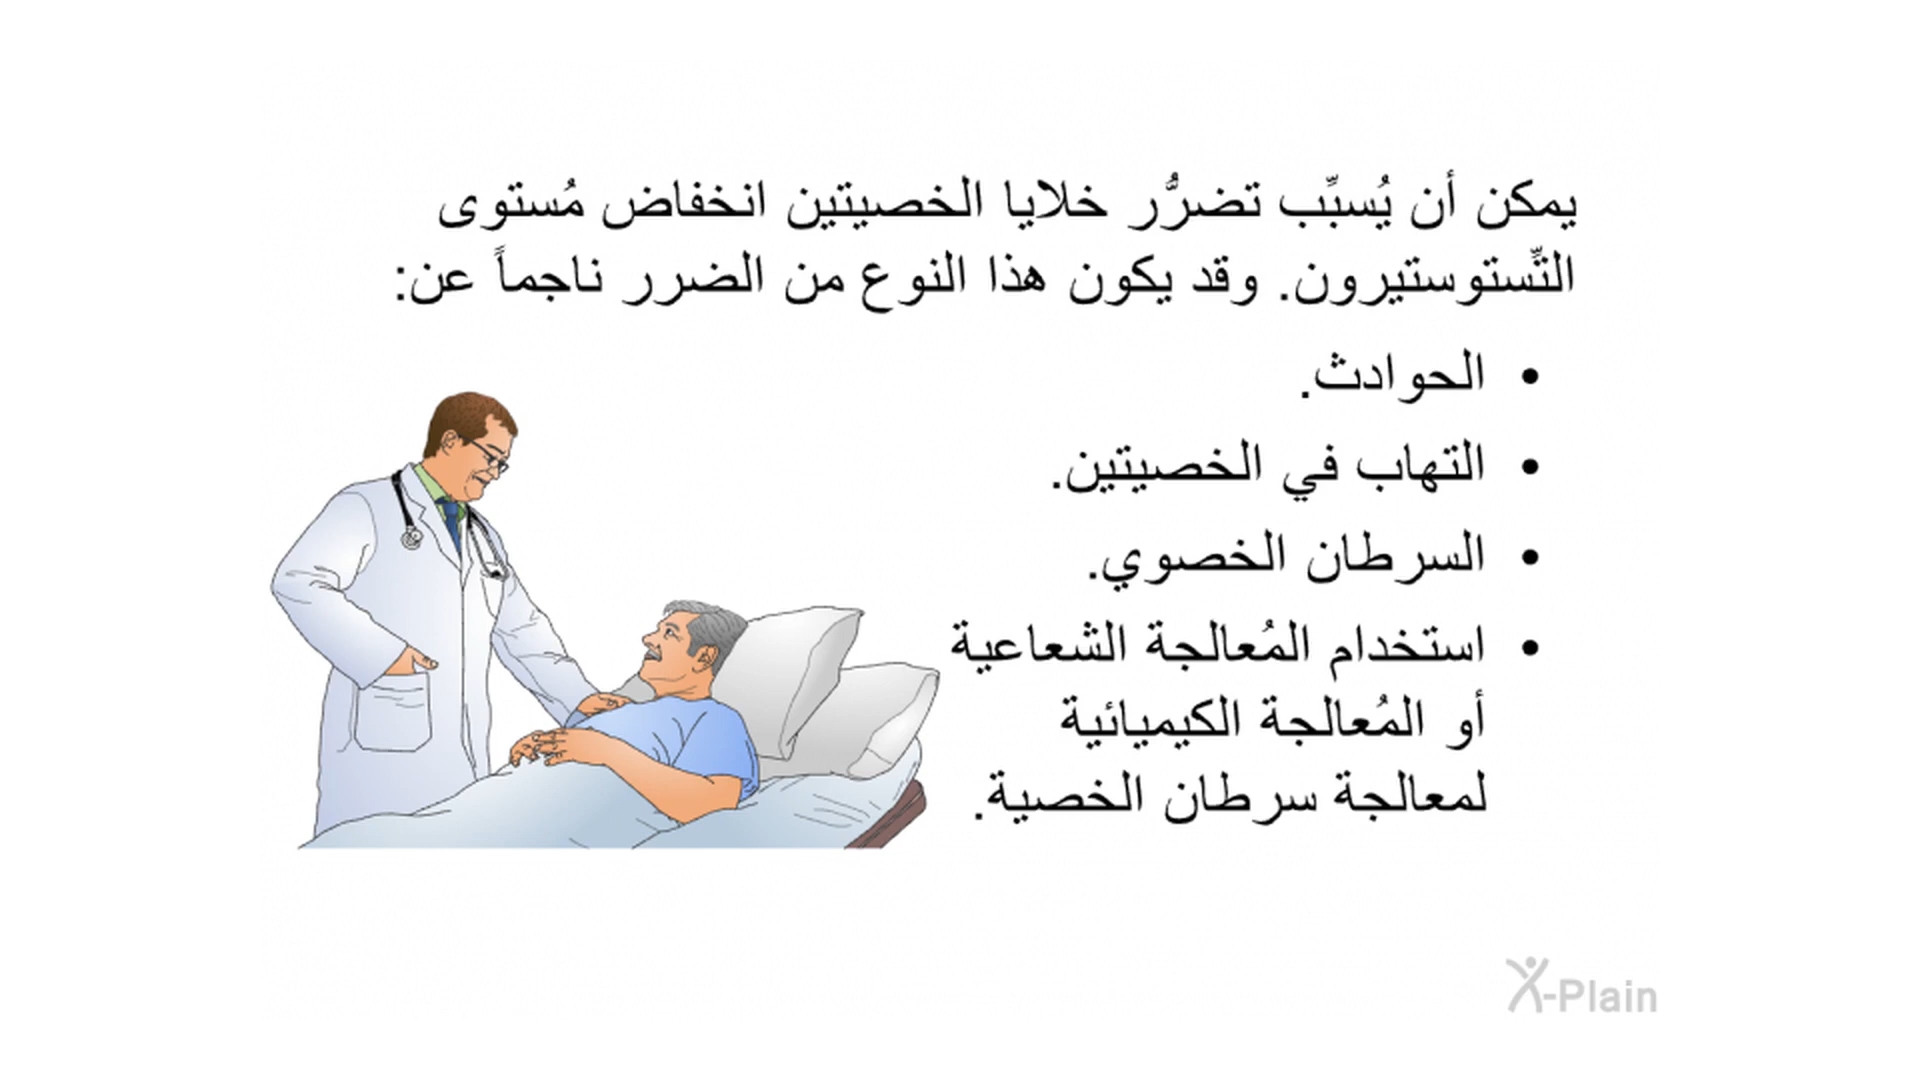 يمكن أن يُسبِّب تضرُّر خلايا الخصيتين انخفاض مُستوى
التِّستوستيرون. وقد يكون هذا النوع من الضرر ناجماً عن:
• الحوادث.
• التهاب في الخصيتين.
• السرطان الخصوي.
• استخدام المُعالجة الشعاعية
أو المُعالجة الكيميائية
لمعالجة سرطان الخصية.
X-Plain